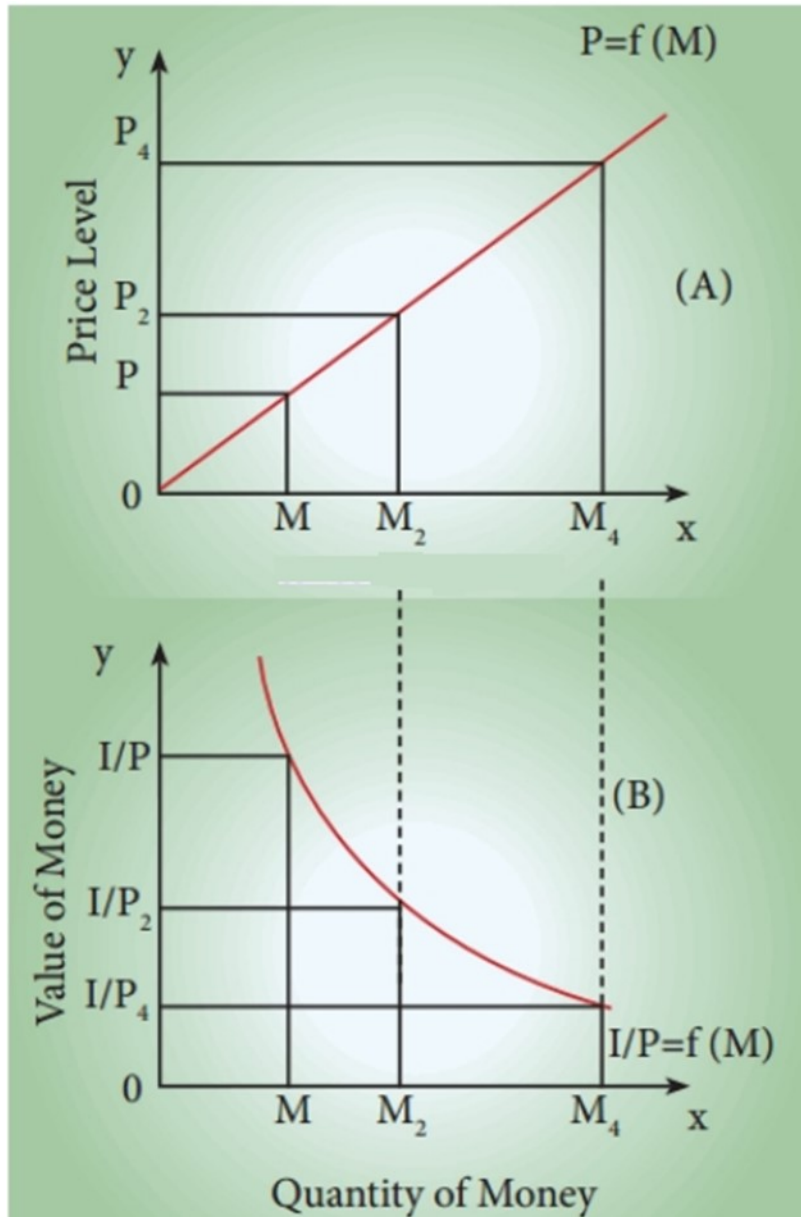 P=f (M)
y
P₄
Price Level
P₂
P
(A)
0
M M₂ M₄ x
y
I/P
(B)
Value of Money
I/P₂
I/P₄
I/P=f (M)
0
M M₂ M₄ x
Quantity of Money